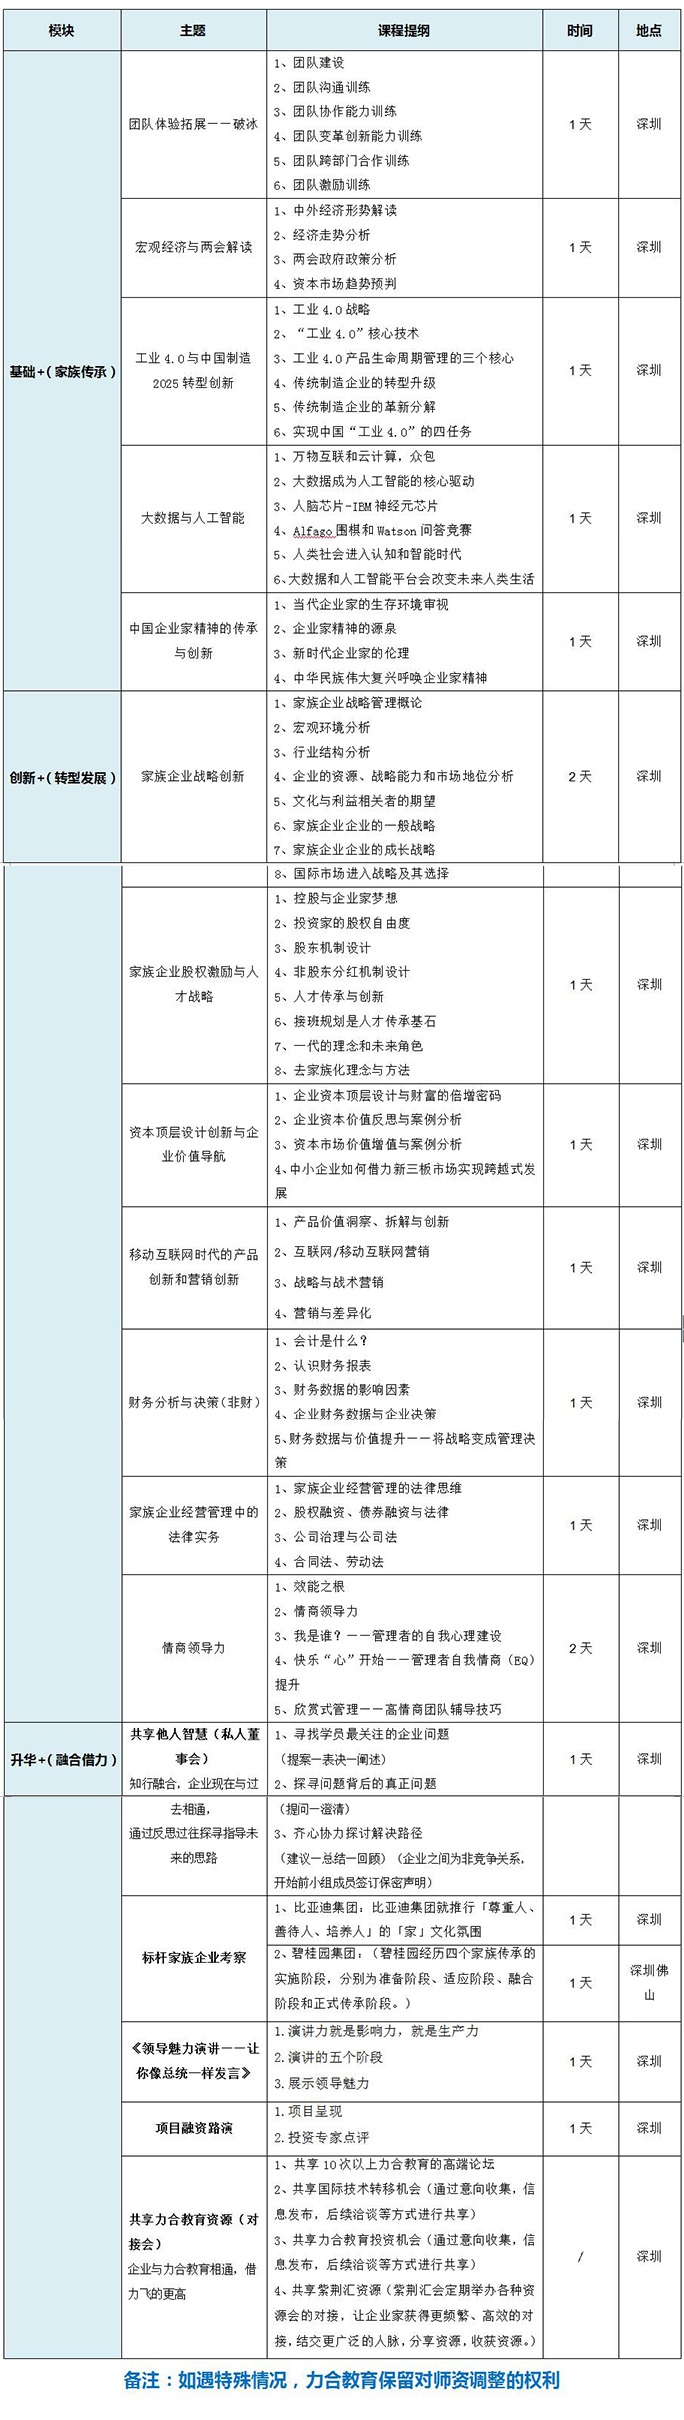 模块 主题 课程提纲 时间 地点
基础+（家族传承）
团队体验拓展——破冰
1、团队建设
2、团队沟通训练
3、团队协作能力训练
4、团队变革创新能力训练
5、团队跨部门合作训练
6、团队激励训练
1天 深圳
宏观经济与两会解读
1、中外经济形势解读
2、经济走势分析
3、两会政府政策分析
4、资本市场趋势预判
1天 深圳
工业 4.0 与中国制造
2025 转型创新
1、工业 4.0 战略
2、“工业 4.0”核心技术
3、工业 4.0 产品生命周期管理的三个核心
4、传统制造企业的转型升级
5、传统制造企业的革新分解
6、实现中国“工业 4.0”的四任务
1天 深圳
大数据与人工智能
1、万物互联和云计算，众包
2、大数据成为人工智能的核心驱动
3、人脑芯片-IBM 神经元芯片
4、Alfago 围棋和 Watson 问答竞赛
5、人类社会进入认知和智能时代
6、大数据和人工智能平台会改变未来人类生活
1天 深圳
中国企业家精神的传承
与创新
1、当代企业家的生存环境审视
2、企业家精神的源泉
3、新时代企业家的伦理
4、中华民族伟大复兴呼唤企业家精神
1天 深圳
创新+（转型发展）
家族企业战略创新
1、家族企业战略管理概论
2、宏观环境分析
3、行业结构分析
4、企业的资源、战略能力和市场地位分析
5、文化与利益相关者的期望
6、家族企业企业的一般战略
7、家族企业企业的成长战略
8、国际市场进入战略及其选择
2天 深圳
家族企业股权激励与人
才战略
1、控股与企业家梦想
2、投资家的股权自由度
3、股东机制设计
4、非股东分红机制设计
5、人才传承与创新
6、接班规划是人才传承基石
7、一代的理念和未来角色
8、去家族化理念与方法
1天 深圳
资本顶层设计创新与企
业价值导航
1、企业资本顶层设计与财富的倍增密码
2、企业资本价值反思与案例分析
3、资本市场价值增值与案例分析
4、中小企业如何借力新三板市场实现跨越式发
展
1天 深圳
移动互联网时代的产品
创新和营销创新
1、产品价值洞察、拆解与创新
2、互联网/移动互联网营销
3、战略与战术营销
4、营销与差异化
1天 深圳
财务分析与决策（非财）
1、会计是什么？
2、认识财务报表
3、财务数据的影响因素
4、企业财务数据与企业决策
5、财务数据与价值提升——将战略变成管理决
策
1天 深圳
家族企业经营管理中的
法律实务
1、家族企业经营管理的法律思维
2、股权融资、债券融资与法律
3、公司治理与公司法
4、合同法、劳动法
1天 深圳
情商领导力
1、效能之根
2、情商领导力
3、我是谁？——管理者的自我心理建设
4、快乐“心”开始——管理者自我情商（EQ）
提升
5、欣赏式管理——高情商团队辅导技巧
2天 深圳
升华+（融合借力）
共享他人智慧（私人董
事会）
知行融合，企业现在与过
去相通，
通过反思过往探寻指导未
来的思路
1、寻找学员最关注的企业问题
（提案—表决—阐述）
2、探寻问题背后的真正问题
（提问—澄清）
3、齐心协力探讨解决路径
（建议—总结—回顾）（企业之间为非竞争关系，
开始前小组成员签订保密声明）
1天 深圳
标杆家族企业考察
1、比亚迪集团：比亚迪集团就推行「尊重人、
善待人、培养人」的「家」文化氛围
1天 深圳
2、碧桂园集团：（碧桂园经历四个家族传承的
实施阶段，分别为准备阶段、适应阶段、融合
阶段和正式传承阶段。）
1天 深圳佛
山
《领导魅力演讲——让
你像总统一样发言》
1.演讲力就是影响力，就是生产力
2.演讲的五个阶段
3.展示领导魅力
1天 深圳
项目融资路演
1.项目呈现
2.投资专家点评
1天 深圳
共享力合教育资源（对
接会）
企业与力合教育相通，借
力飞的更高
1、共享 10 次以上力合教育的高端论坛
2、共享国际技术转移机会（通过意向收集，信
息发布，后续洽谈等方式进行共享）
3、共享力合教育投资机会（通过意向收集，信
息发布，后续洽谈等方式进行共享）
4、共享紫荆汇资源（紫荆汇会定期举办各种资
源会的对接，让企业家获得更频繁、高效的对
接，结交更广泛的人脉，分享资源，收获资源。）
/ 深圳
备注：如遇特殊情况，力合教育保留对师资调整的权利